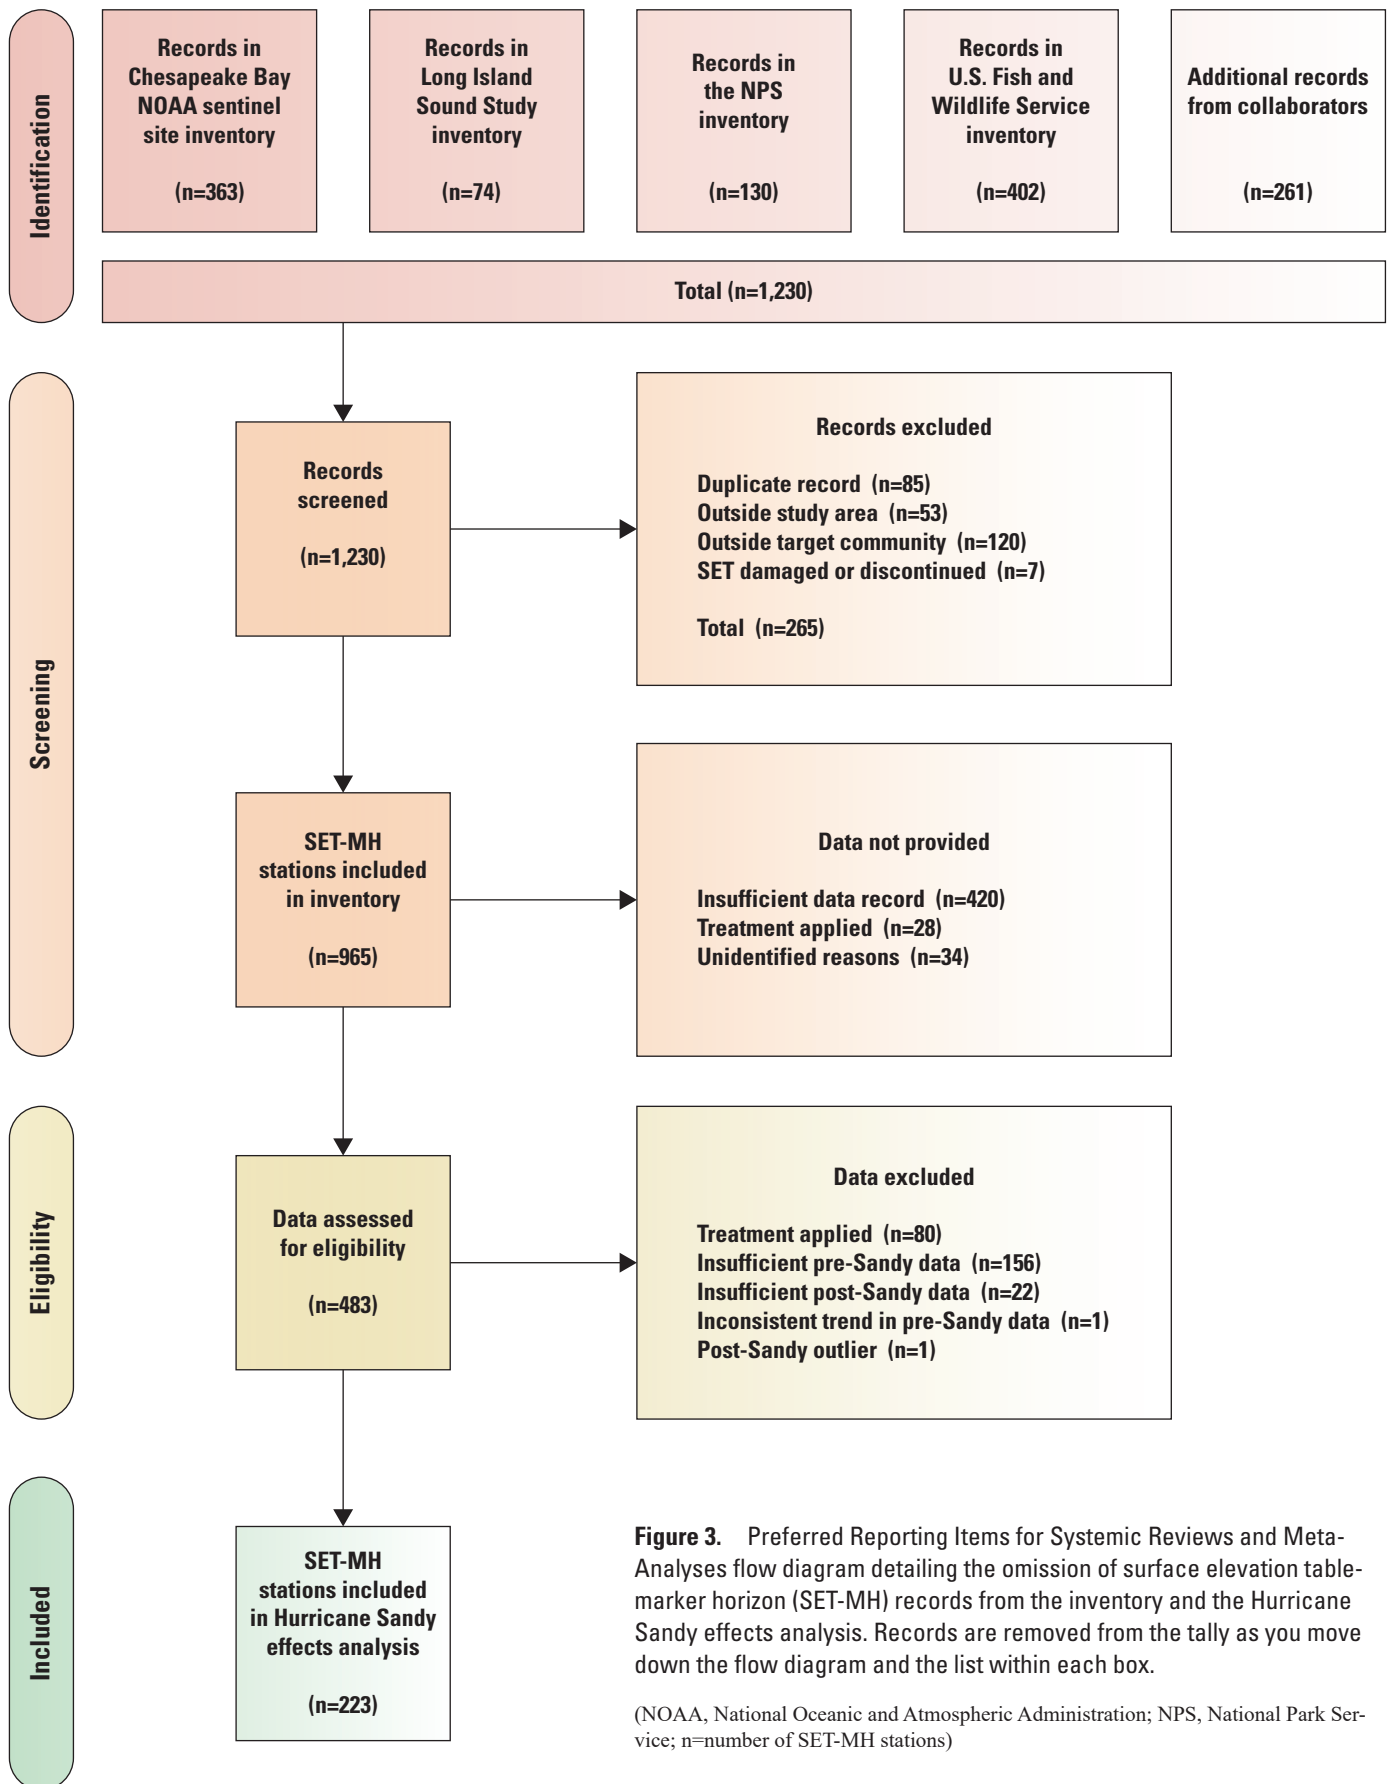 Identification
Records in
Chesapeake Bay
NOAA sentinel
site inventory
(n=363)
Records in
Long Island
Sound Study
inventory
(n=74)
Records in
the NPS
inventory
(n=130)
Records in
U.S. Fish and
Wildlife Service
inventory
(n=402)
Additional records
from collaborators
(n=261)
Total (n=1,230)
Screening
Records
screened
(n=1,230)
Records excluded
Duplicate record (n=85)
Outside study area (n=53)
Outside target community (n=120)
SET damaged or discontinued (n=7)
Total (n=265)
SET-MH
stations included
in inventory
(n=965)
Data not provided
Insufficient data record (n=420)
Treatment applied (n=28)
Unidentified reasons (n=34)
Eligibility
Data assessed
for eligibility
(n=483)
Data excluded
Treatment applied (n=80)
Insufficient pre-Sandy data (n=156)
Insufficient post-Sandy data (n=22)
Inconsistent trend in pre-Sandy data (n=1)
Post-Sandy outlier (n=1)
Included
SET-MH
stations included
in Hurricane Sandy
effects analysis
(n=223)
Figure 3. Preferred Reporting Items for Systemic Reviews and Meta-
Analyses flow diagram detailing the omission of surface elevation table-
marker horizon (SET-MH) records from the inventory and the Hurricane
Sandy effects analysis. Records are removed from the tally as you move
down the flow diagram and the list within each box.
(NOAA, National Oceanic and Atmospheric Administration; NPS, National Park Ser-
vice; n=number of SET-MH stations)